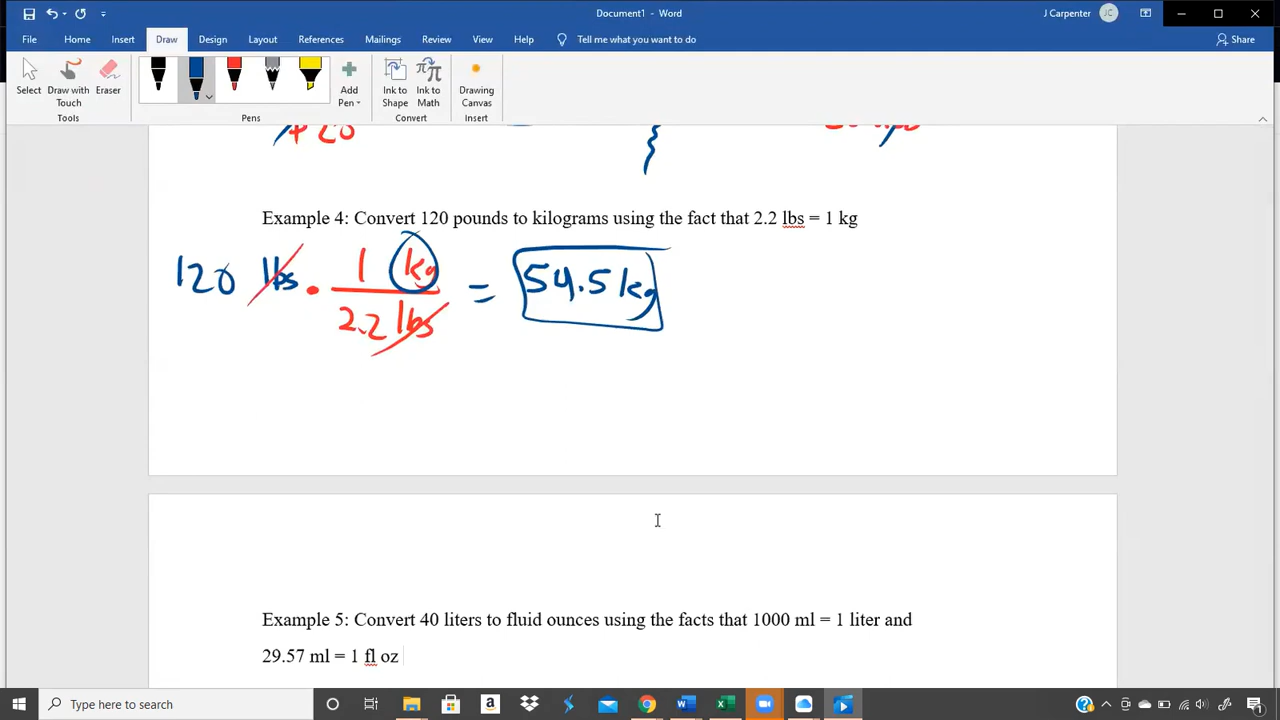 Document1 - Word
J Carpenter
JC
File Home Insert Draw Design Layout References Mailings Review View Help Tell me what you want to do Share
Select Draw with Touch Eraser Add Pen Ink to Shape Ink to Math Drawing Canvas
Tools Pens Convert Insert
+20
Example 4: Convert 120 pounds to kilograms using the fact that 2.2 lbs = 1 kg
120 lbs · 1 kg
2.2 lbs
= 54.5 kg
Example 5: Convert 40 liters to fluid ounces using the facts that 1000 ml = 1 liter and
29.57 ml = 1 fl oz
Type here to search